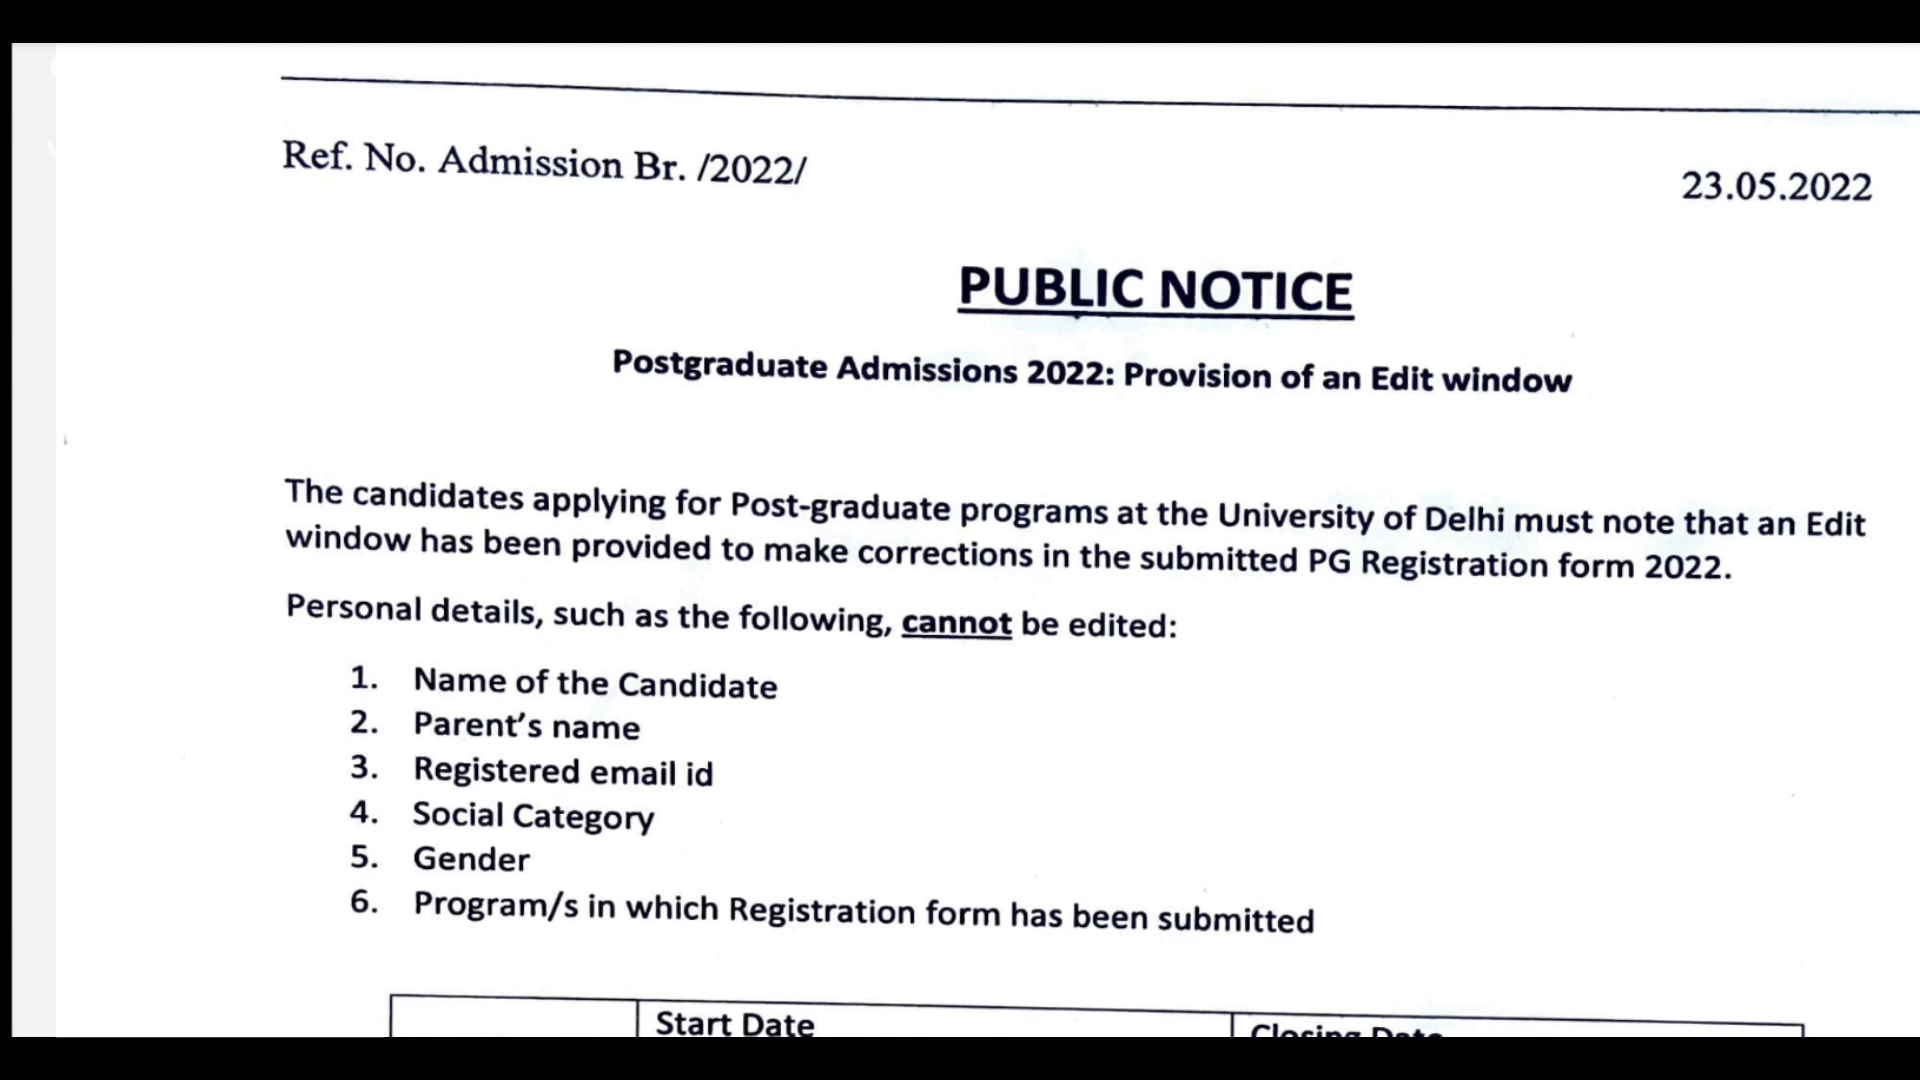 Ref. No. Admission Br. /2022/
23.05.2022
PUBLIC NOTICE
Postgraduate Admissions 2022: Provision of an Edit window
The candidates applying for Post-graduate programs at the University of Delhi must note that an Edit
window has been provided to make corrections in the submitted PG Registration form 2022.
Personal details, such as the following, cannot be edited:
1. Name of the Candidate
2. Parent's name
3. Registered email id
4. Social Category
5. Gender
6. Program/s in which Registration form has been submitted
Start Date
Closing Date